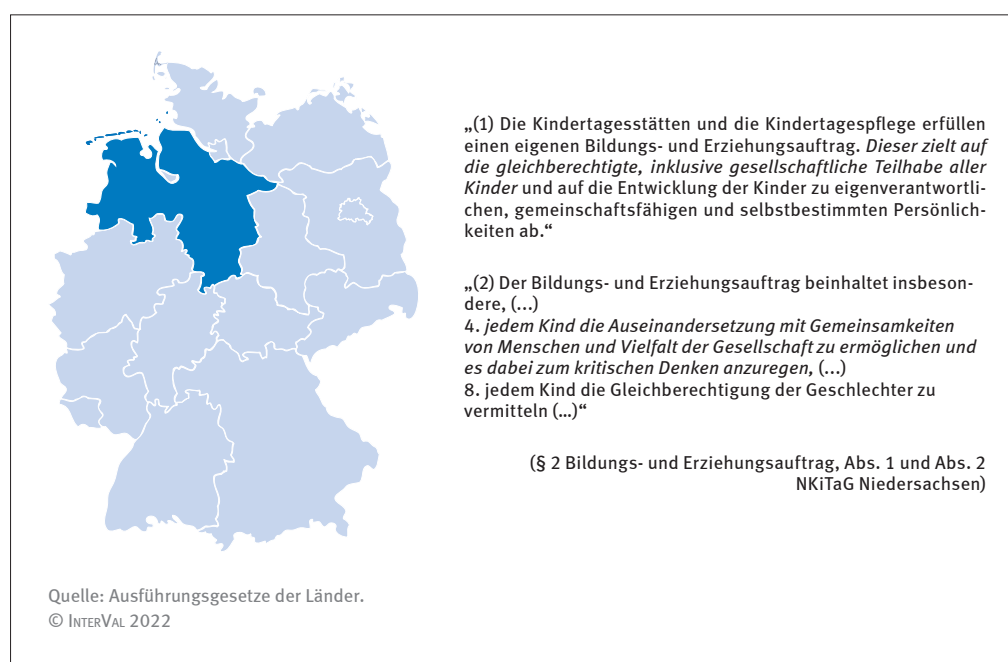 „(1) Die Kindertagesstätten und die Kindertagespflege erfüllen
einen eigenen Bildungs- und Erziehungsauftrag. Dieser zielt auf
die gleichberechtigte, inklusive gesellschaftliche Teilhabe aller
Kinder und auf die Entwicklung der Kinder zu eigenverantwortli-
chen, gemeinschaftsfähigen und selbstbestimmten Persönlich-
keiten ab.“
„(2) Der Bildungs- und Erziehungsauftrag beinhaltet insbeson-
dere, (...)
4. jedem Kind die Auseinandersetzung mit Gemeinsamkeiten
von Menschen und Vielfalt der Gesellschaft zu ermöglichen und
es dabei zum kritischen Denken anzuregen, (...)
8. jedem Kind die Gleichberechtigung der Geschlechter zu
vermitteln (…)“
(§ 2 Bildungs- und Erziehungsauftrag, Abs. 1 und Abs. 2
NKiTaG Niedersachsen)
Quelle: Ausführungsgesetze der Länder.
© InterVal 2022